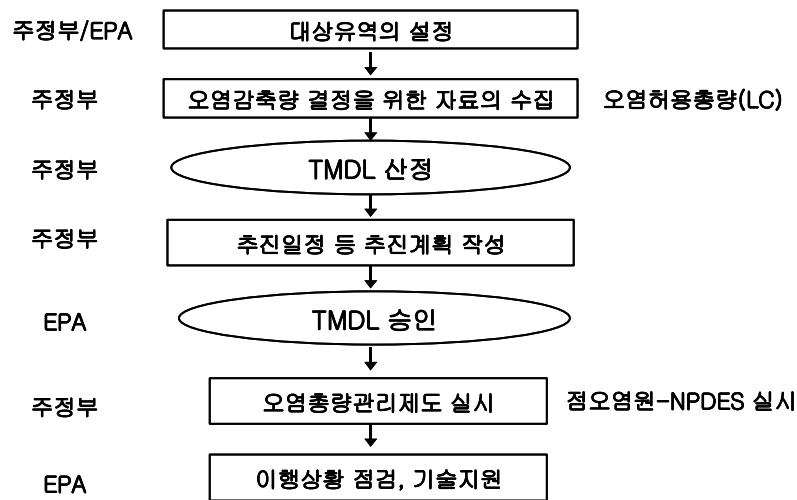 주정부/EPA 대상유역의 설정
주정부 오염감축량 결정을 위한 자료의 수집 오염허용총량(LC)
주정부 TMDL 산정
주정부 추진일정 등 추진계획 작성
EPA TMDL 승인
주정부 오염총량관리제도 실시 점오염원-NPDES 실시
EPA 이행상황 점검, 기술지원